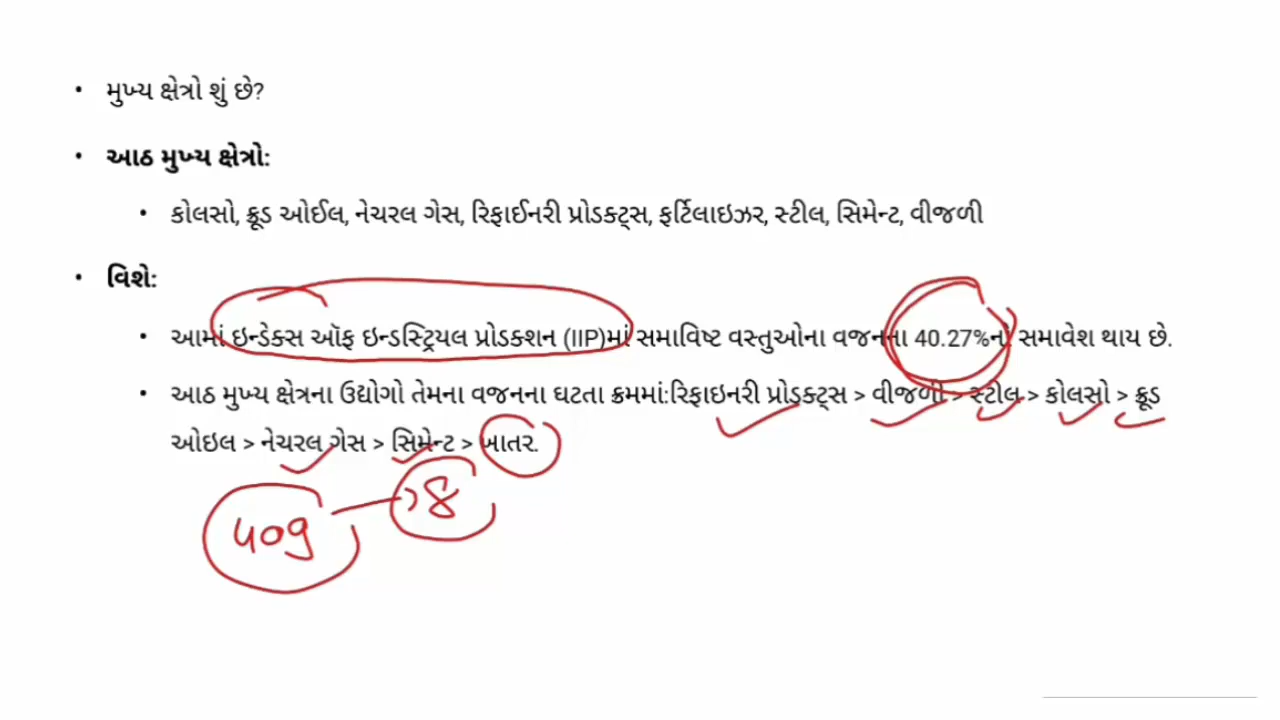 • મુખ્ય ક્ષેત્રો શું છે?
• આઠ મુખ્ય ક્ષેત્રો:
• કોલસો, ક્રૂડ ઓઈલ, નેચરલ ગેસ, રિફાઈનરી પ્રોડક્ટ્સ, ફર્ટિલાઇઝર, સ્ટીલ, સિમેન્ટ, વીજળી
• વિશે:
• આમાં ઇન્ડેક્સ ઑફ ઇન્ડસ્ટ્રિયલ પ્રોડક્શન (IIP)માં સમાવિષ્ટ વસ્તુઓના વજનના 40.27%નો સમાવેશ થાય છે.
• આઠ મુખ્ય ક્ષેત્રના ઉદ્યોગો તેમના વજનના ઘટતા ક્રમમાં:રિફાઇનરી પ્રોડક્ટ્સ > વીજળી > સ્ટીલ > કોલસો > ક્રૂડ
ઓઇલ > નેચરલ ગેસ > સિમેન્ટ > ખાતર.
8